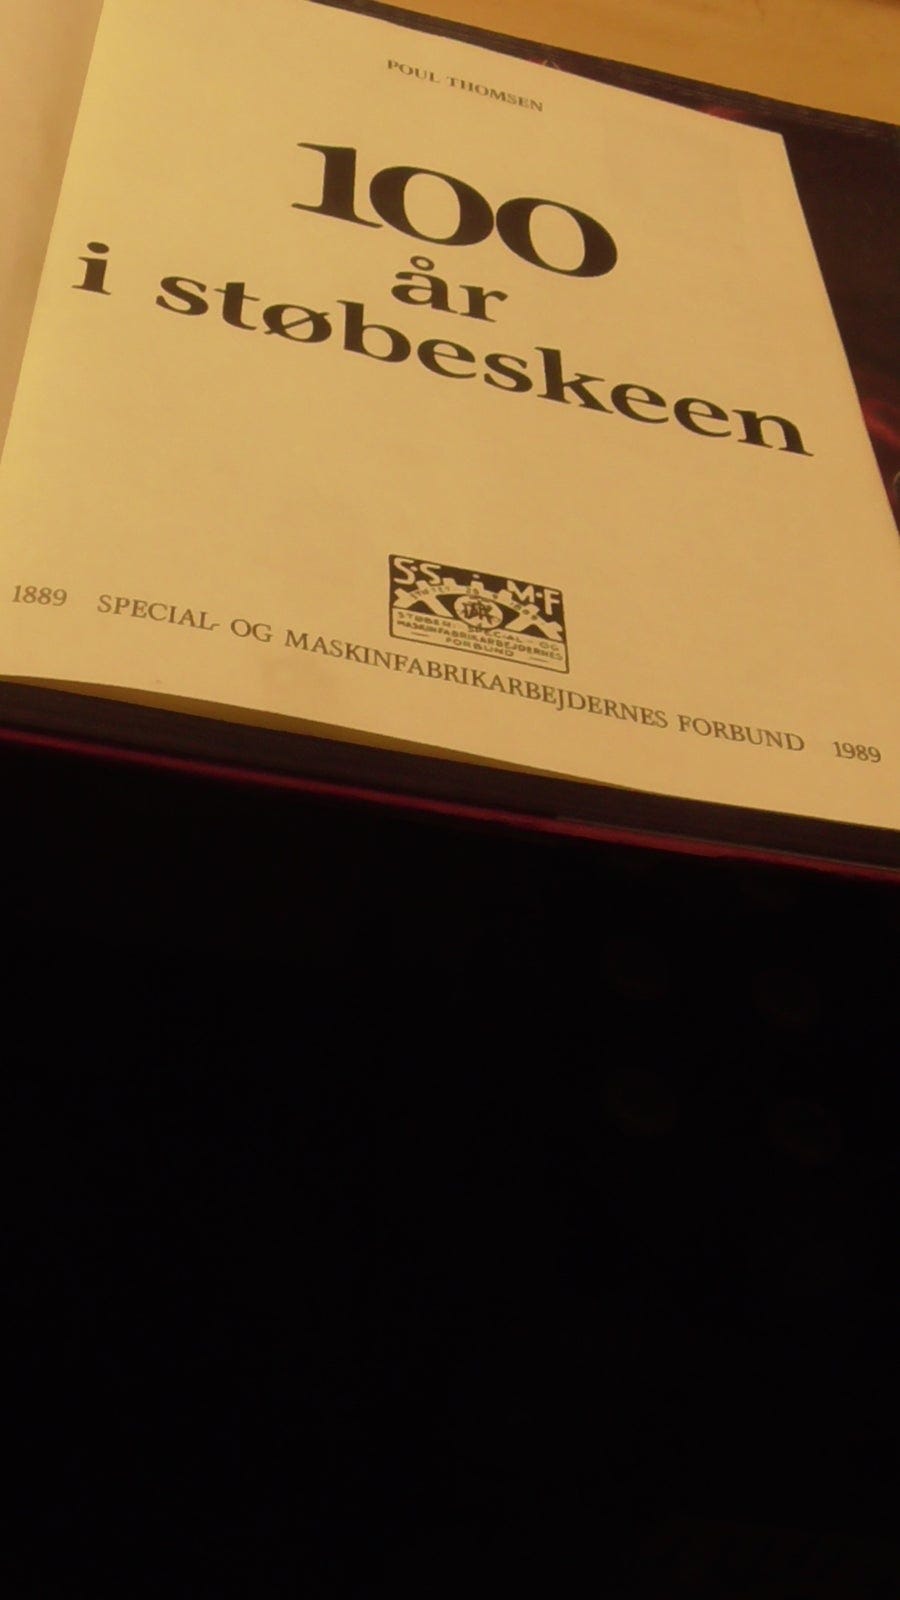 POUL THOMSEN
100
år
i støbeskeen
S·S· M·F
STØBERI- SPECIAL- OG
MASKINFABRIKARBEJDERNES
FORBUND
1889 SPECIAL- OG MASKINFABRIKARBEJDERNES FORBUND 1989